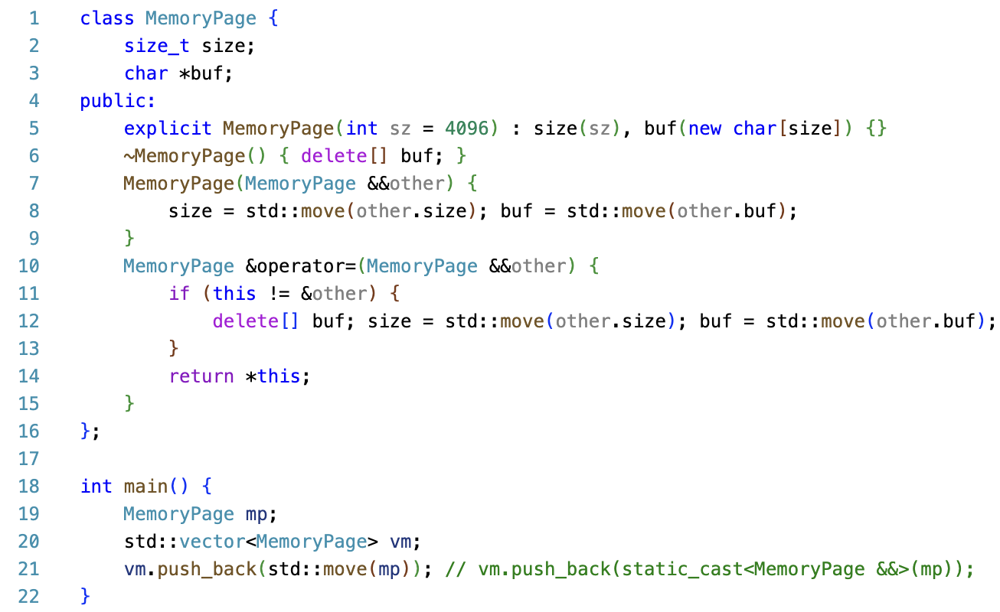 1 class MemoryPage {
2     size_t size;
3     char *buf;
4 public:
5     explicit MemoryPage(int sz = 4096) : size(sz), buf(new char[size]) {}
6     ~MemoryPage() { delete[] buf; }
7     MemoryPage(MemoryPage &&other) {
8         size = std::move(other.size); buf = std::move(other.buf);
9     }
10     MemoryPage &operator=(MemoryPage &&other) {
11         if (this != &other) {
12             delete[] buf; size = std::move(other.size); buf = std::move(other.buf);
13         }
14         return *this;
15     }
16 };
17
18 int main() {
19     MemoryPage mp;
20     std::vector<MemoryPage> vm;
21     vm.push_back(std::move(mp)); // vm.push_back(static_cast<MemoryPage &&>(mp));
22 }